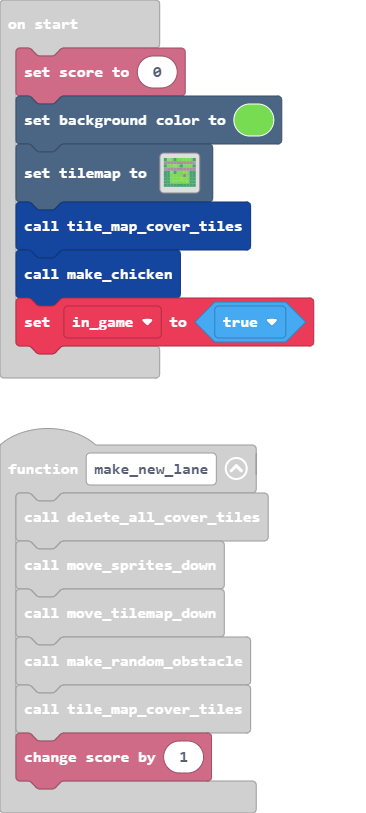 on start
set score to 0
set background color to
set tilemap to
call tile_map_cover_tiles
call make_chicken
set in_game to true
function make_new_lane
call delete_all_cover_tiles
call move_sprites_down
call move_tilemap_down
call make_random_obstacle
call tile_map_cover_tiles
change score by 1